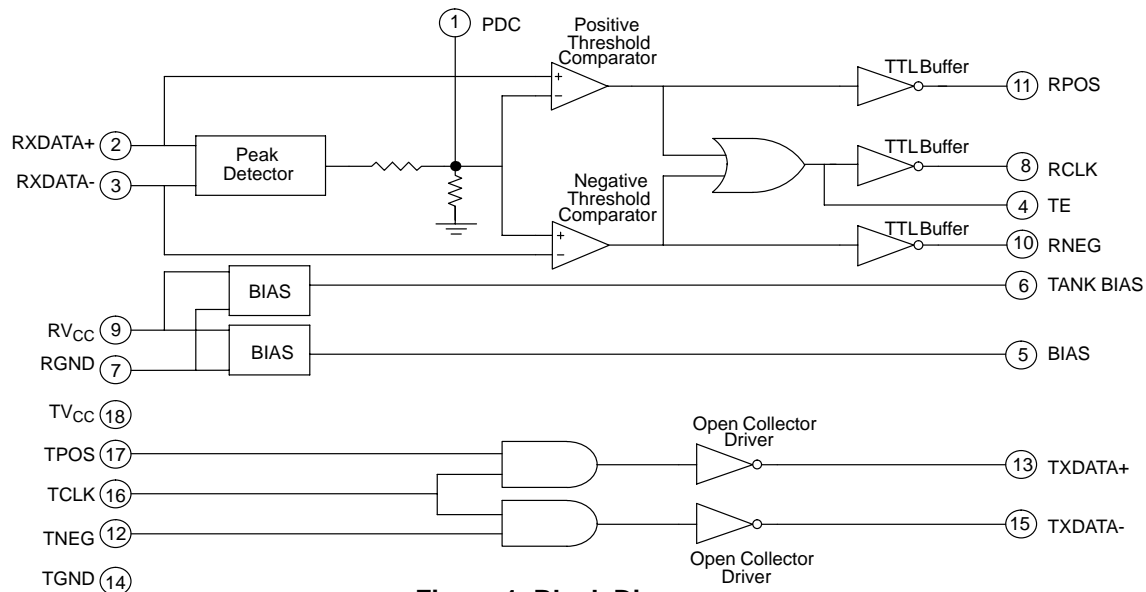 1 PDC
Positive
Threshold
Comparator
+
−
TTL Buffer
11 RPOS
RXDATA+ 2
RXDATA- 3
Peak
Detector
TTL Buffer
8 RCLK
4 TE
Negative
Threshold
Comparator
+
−
TTL Buffer
10 RNEG
BIAS
6 TANK BIAS
RVCC 9
RGND 7
BIAS
5 BIAS
TVCC 18
TPOS 17
TCLK 16
TNEG 12
TGND 14
Open Collector
Driver
13 TXDATA+
15 TXDATA-
Open Collector
Driver